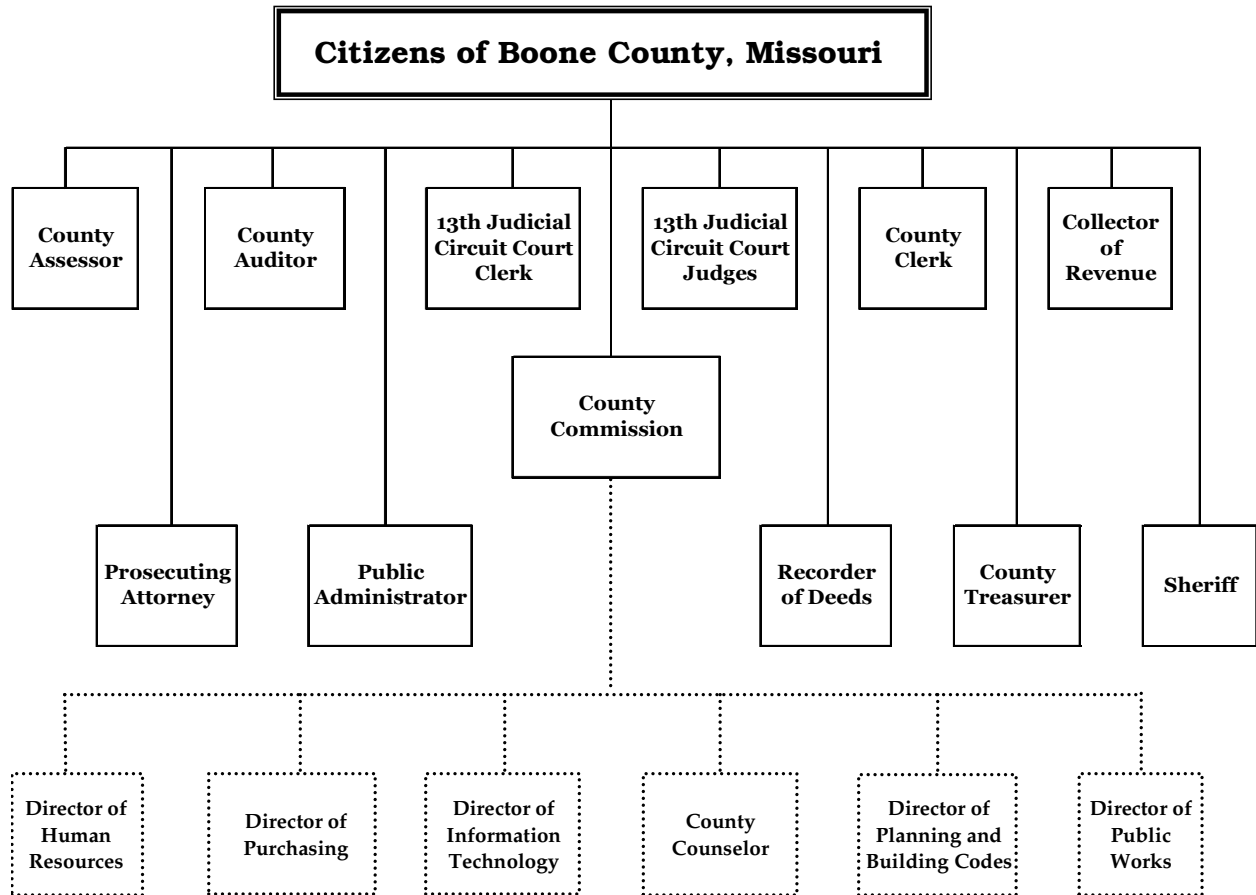 Citizens of Boone County, Missouri
County
Assessor
County
Auditor
13th Judicial
Circuit Court
Clerk
13th Judicial
Circuit Court
Judges
County
Clerk
Collector
of
Revenue
County
Commission
Prosecuting
Attorney
Public
Administrator
Recorder
of Deeds
County
Treasurer
Sheriff
Director of
Human
Resources
Director of
Purchasing
Director of
Information
Technology
County
Counselor
Director of
Planning and
Building Codes
Director of
Public
Works